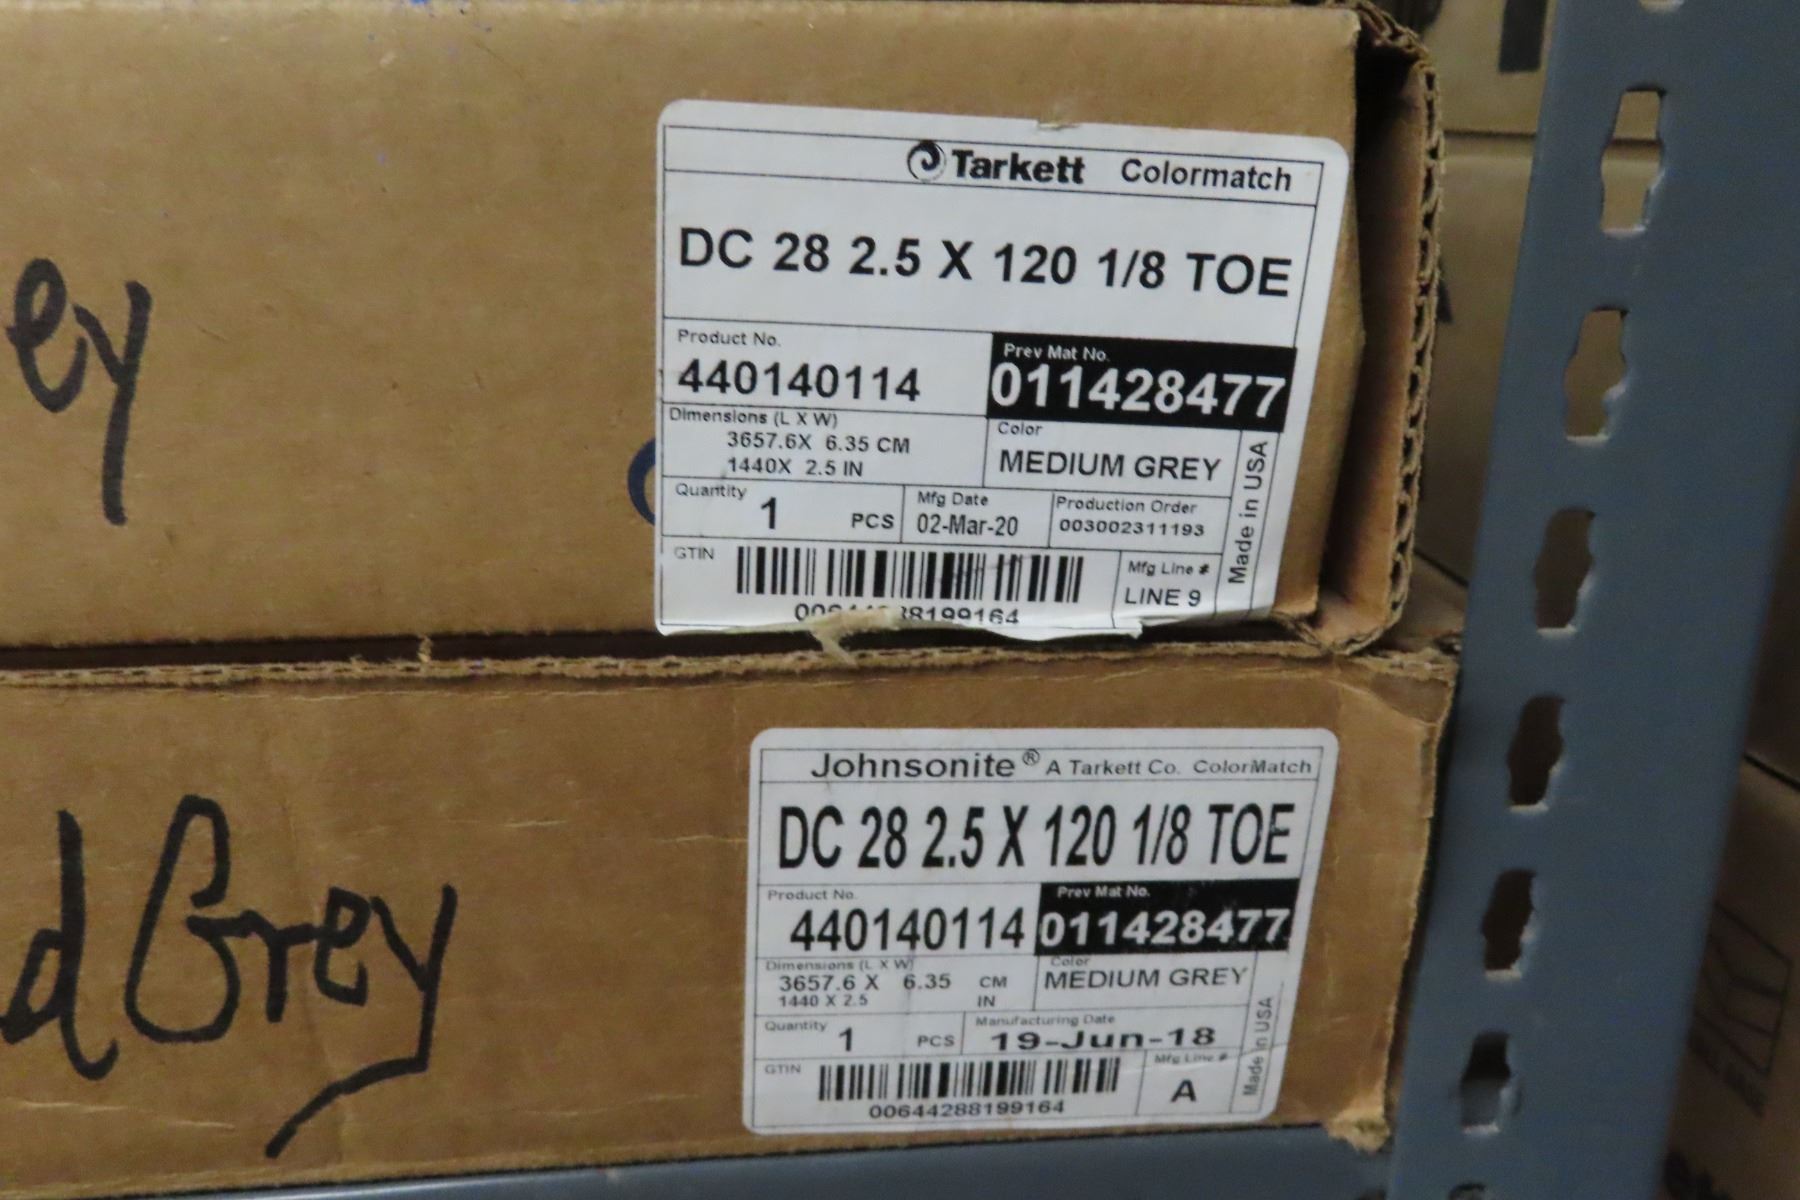 ey
Tarkett Colormatch
DC 28 2.5 X 120 1/8 TOE
Product No.
440140114
Prev Mat No.
011428477
Dimensions (L X W)
3657.6X 6.35 CM
1440X 2.5 IN
Color
MEDIUM GREY
Made in USA
Quantity
1 PCS
Mfg Date
02-Mar-20
Production Order
003002311193
GTIN
Mfg Line #
LINE 9
d Grey
Johnsonite® A Tarkett Co. ColorMatch
DC 28 2.5 X 120 1/8 TOE
Product No.
440140114
Prev Mat No.
011428477
Dimensions (L X W)
3657.6 X 6.35 CM
1440 X 2.5 IN
Color
MEDIUM GREY
Made in USA
Quantity
1 PCS
Manufacturing Date
19-Jun-18
GTIN
00644288199164
Mfg Line #
A